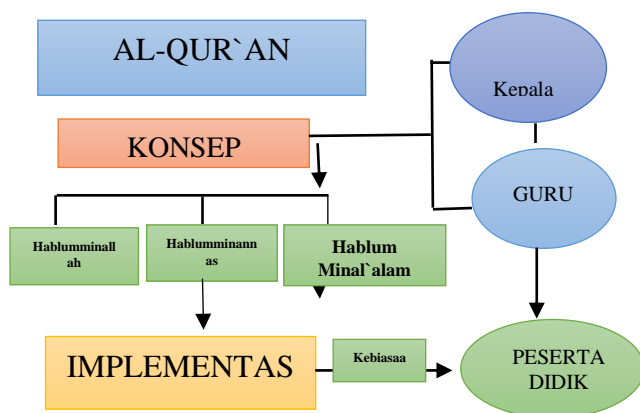 AL-QUR`AN
Kepala
KONSEP
GURU
Hablumminall
ah
Hablumminann
as
Hablum
Minal`alam
IMPLEMENTAS
Kebiasaa
PESERTA
DIDIK